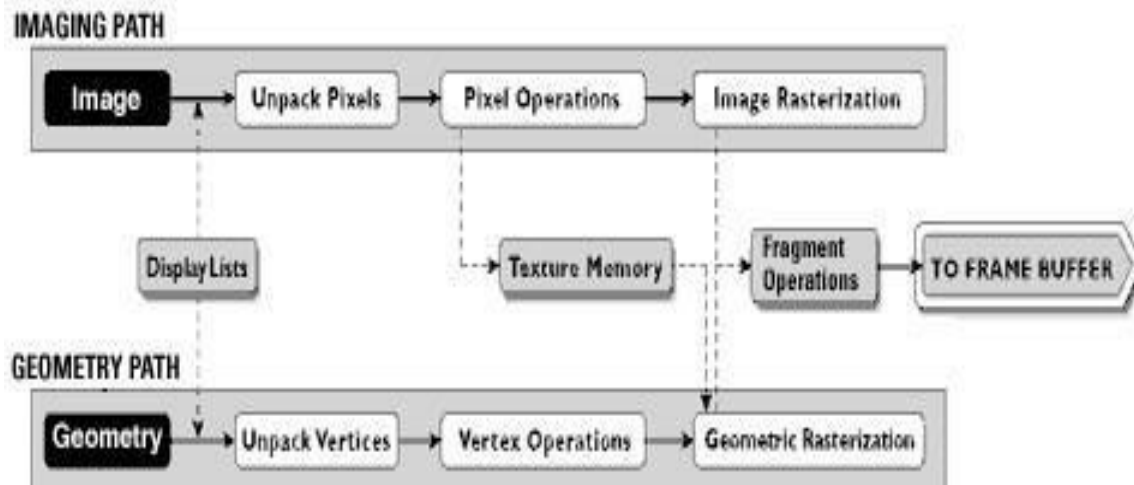 IMAGING PATH
Image
Unpack Pixels
Pixel Operations
Image Rasterization
Display Lists
Texture Memory
Fragment
Operations
TO FRAME BUFFER
GEOMETRY PATH
Geometry
Unpack Vertices
Vertex Operations
Geometric Rasterization